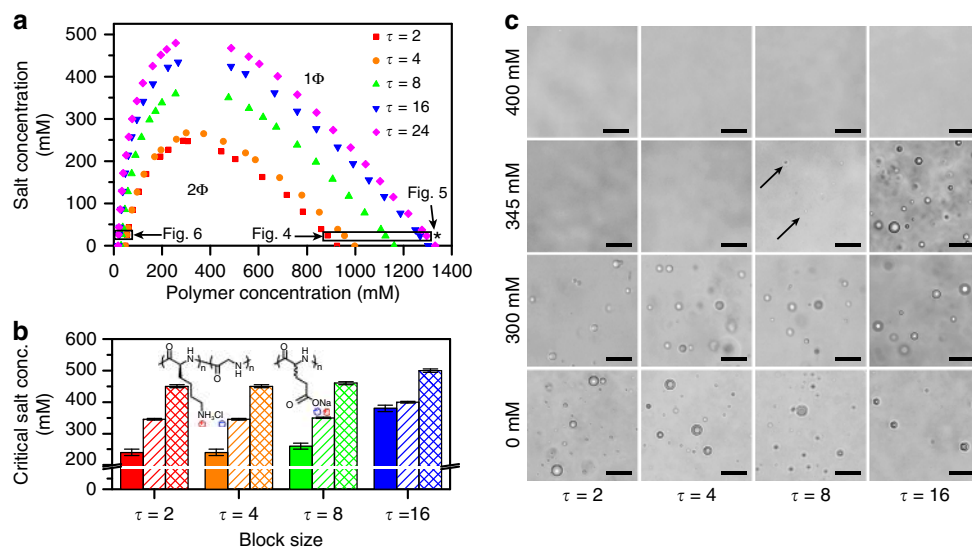 a
Salt concentration
(mM)
500
400
300
200
100
0
τ = 2
τ = 4
τ = 8
τ = 16
τ = 24
1Φ
2Φ
Fig. 5
Fig. 6
Fig. 4
*
0 200 400 600 800 1000 1200 1400
Polymer concentration (mM)
b
Critical salt conc.
(mM)
600
500
400
300
200
0
O H N n O N H n
NH₃Cl
O H N n
O ONa
τ = 2 τ = 4 τ = 8 τ =16
Block size
c
400 mM
345 mM
300 mM
0 mM
τ = 2 τ = 4 τ = 8 τ = 16